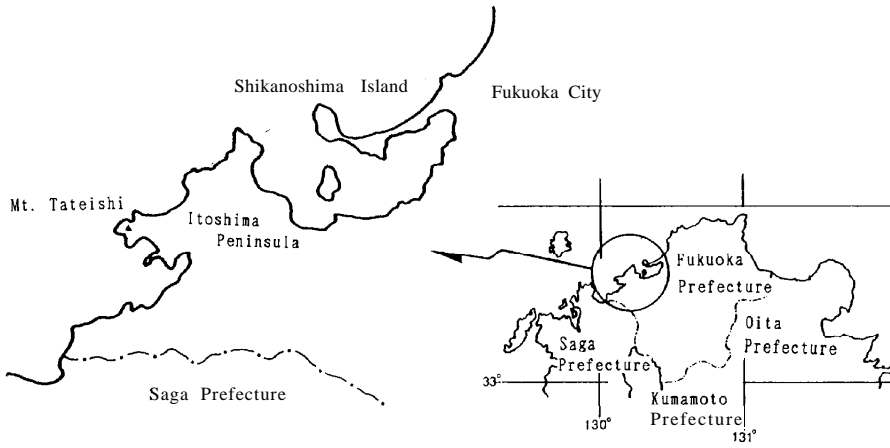 Shikanoshima Island
Fukuoka City
Mt. Tateishi
Itoshima
Peninsula
Saga Prefecture
Fukuoka
Prefecture
Oita
Prefecture
Saga
Prefecture
33°
Kumamoto
Prefecture
130°
131°